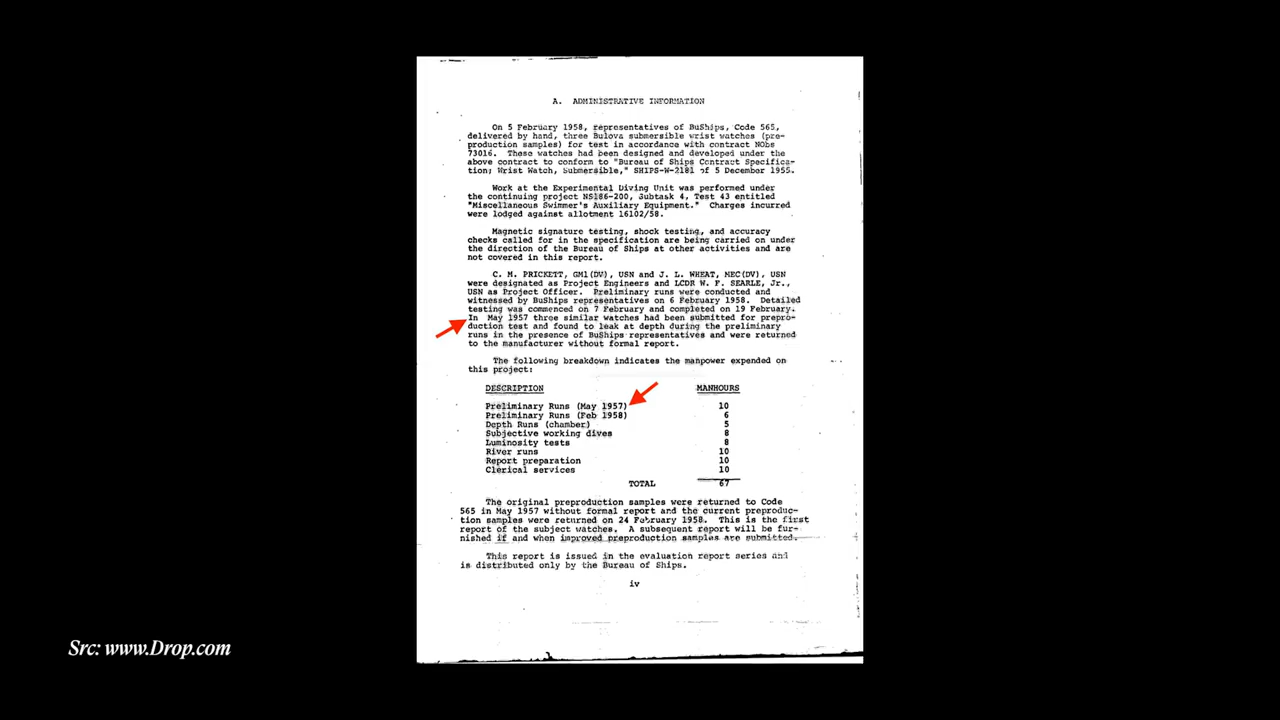 A. ADMINISTRATIVE INFORMATION
On 5 February 1958, representatives of BuShips, Code 565,
delivered by hand, three Bulova submersible wrist watches (pre-
production samples) for test in accordance with contract NObs
73016. These watches had been designed and developed under the
above contract to conform to "Bureau of Ships Contract Specifica-
tion; Wrist Watch, Submersible," SHIPS-W-2181 of 5 December 1955.
Work at the Experimental Diving Unit was performed under
the continuing project NS186-200, Subtask 4, Test 43 entitled
"Miscellaneous Swimmer's Auxiliary Equipment." Charges incurred
were lodged against allotment 16102/58.
Magnetic signature testing, shock testing, and accuracy
checks called for in the specification are being carried on under
the direction of the Bureau of Ships at other activities and are
not covered in this report.
C. M. PRICKETT, GM1(DV), USN and J. L. WHEAT, MEC(DV), USN
were designated as Project Engineers and LCDR W. F. SEARLE, Jr.,
USN as Project Officer. Preliminary runs were conducted and
witnessed by BuShips representatives on 6 February 1958. Detailed
testing was commenced on 7 February and completed on 19 February.
In May 1957 three similar watches had been submitted for prepro-
duction test and found to leak at depth during the preliminary
runs in the presence of BuShips representatives and were returned
to the manufacturer without formal report.
The following breakdown indicates the manpower expended on
this project:
DESCRIPTION MANHOURS
Preliminary Runs (May 1957) 10
Preliminary Runs (Feb 1958) 6
Depth Runs (chamber) 5
Subjective working dives 8
Luminosity tests 8
River runs 10
Report preparation 10
Clerical services 10
TOTAL 67
The original preproduction samples were returned to Code
565 in May 1957 without formal report and the current preproduc-
tion samples were returned on 24 February 1958. This is the first
report of the subject watches. A subsequent report will be fur-
nished if and when improved preproduction samples are submitted.
This report is issued in the evaluation report series and
is distributed only by the Bureau of Ships.
iv
Src: www.Drop.com